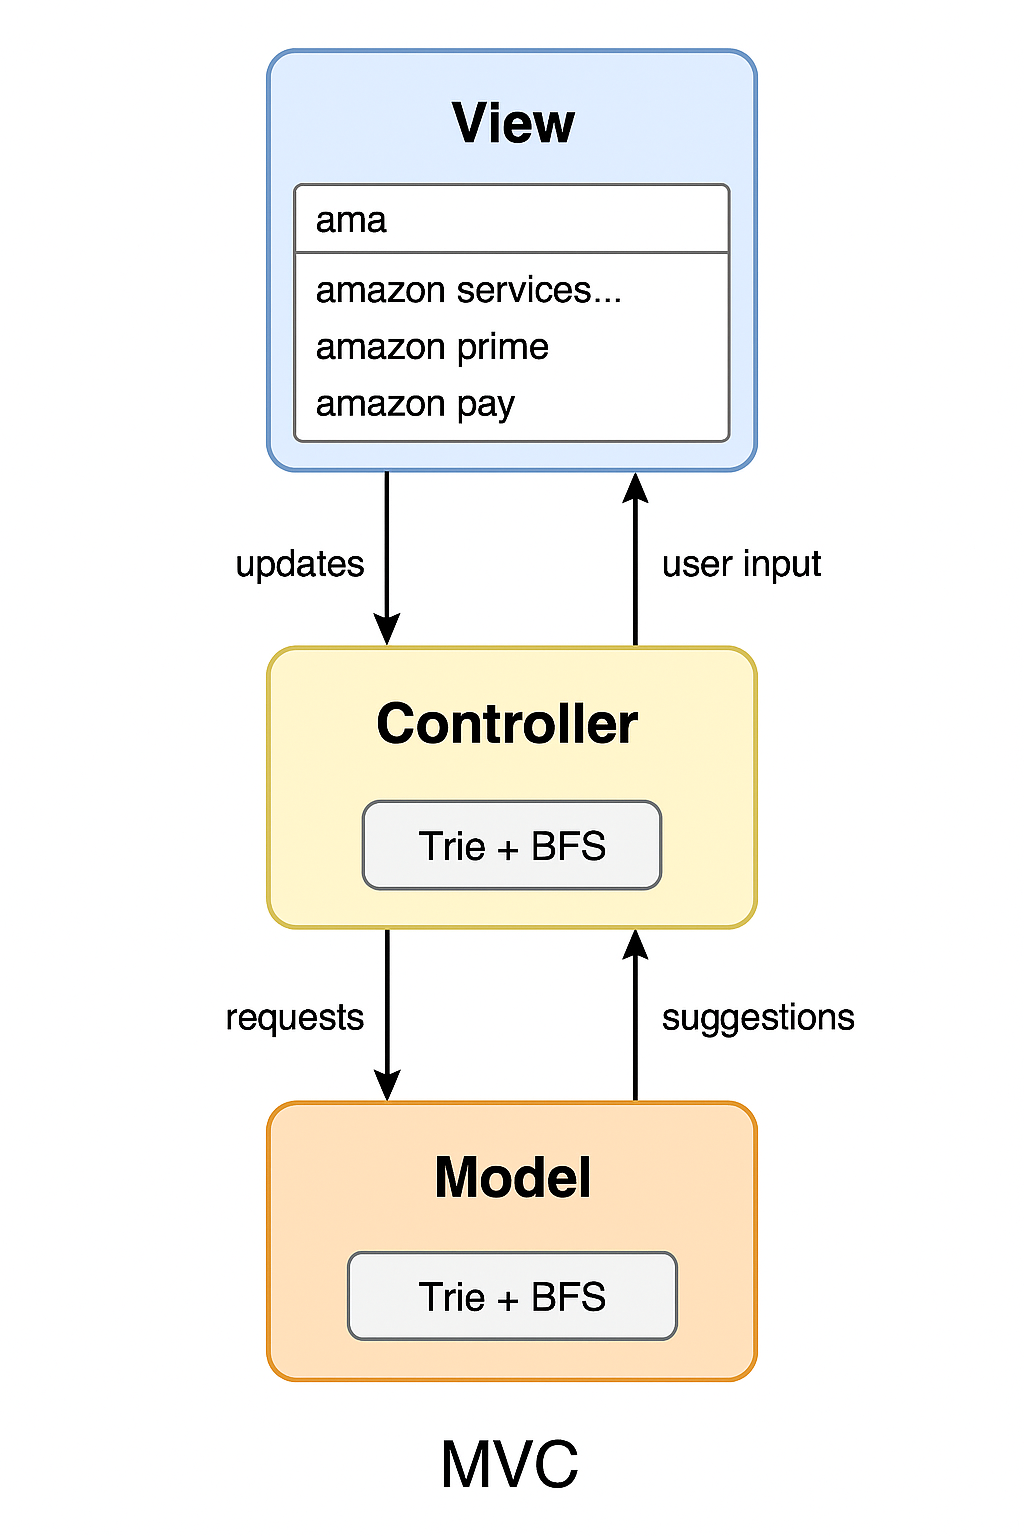 View
ama
amazon services...
amazon prime
amazon pay
updates
user input
Controller
Trie + BFS
requests
suggestions
Model
Trie + BFS
MVC